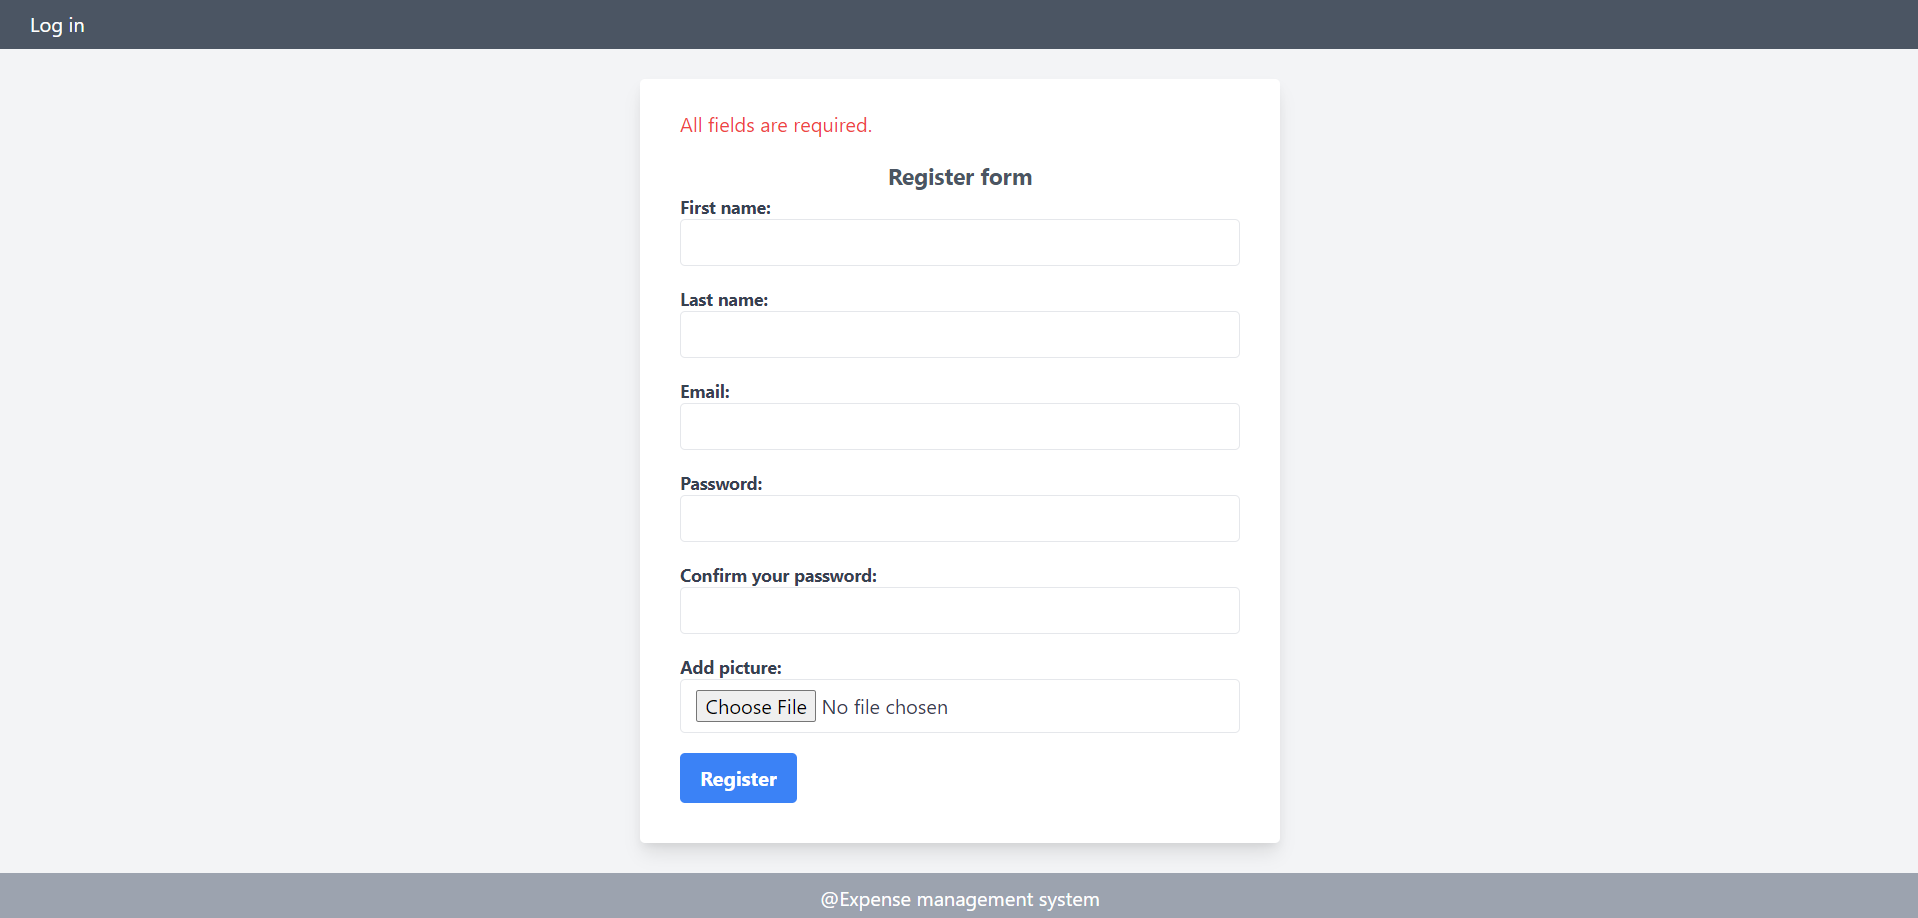 Log in
All fields are required.
Register form
First name:
Last name:
Email:
Password:
Confirm your password:
Add picture:
Choose File No file chosen
Register
@Expense management system